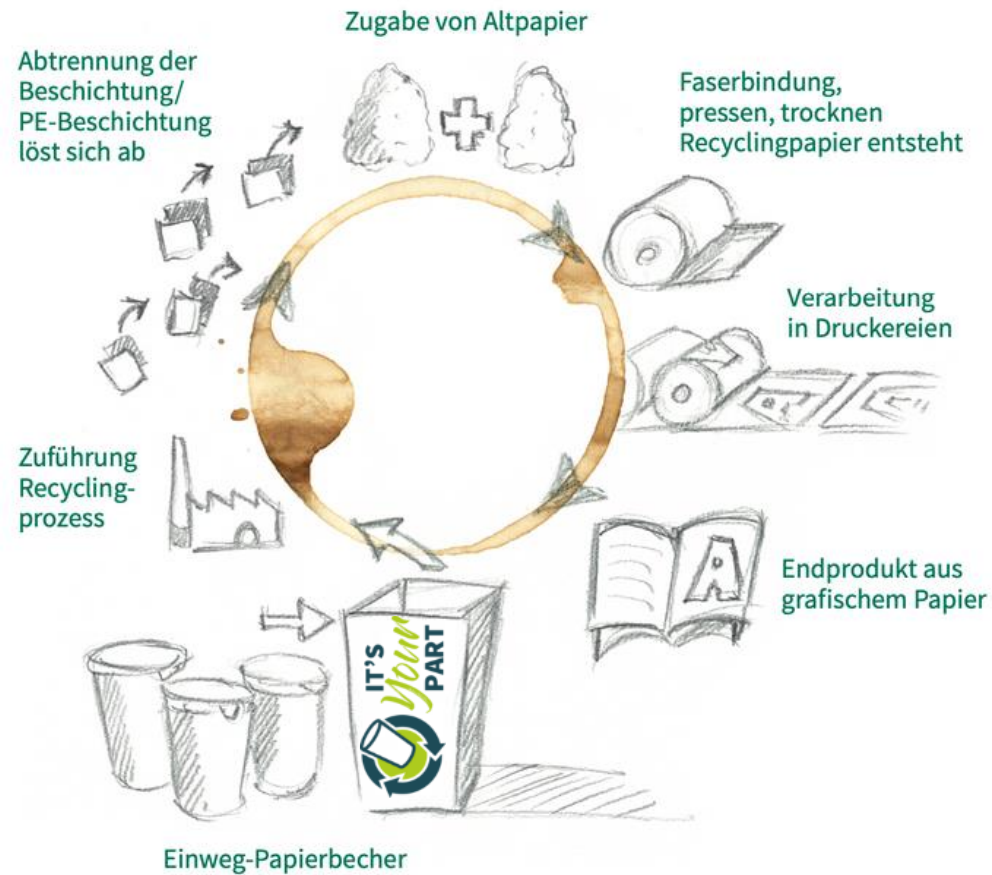 Zugabe von Altpapier
Abtrennung der
Beschichtung/
PE-Beschichtung
löst sich ab
Faserbindung,
pressen, trocknen
Recyclingpapier entsteht
Verarbeitung
in Druckereien
Zuführung
Recycling-
prozess
Endprodukt aus
grafischem Papier
A
IT'S
your
PART
Einweg-Papierbecher